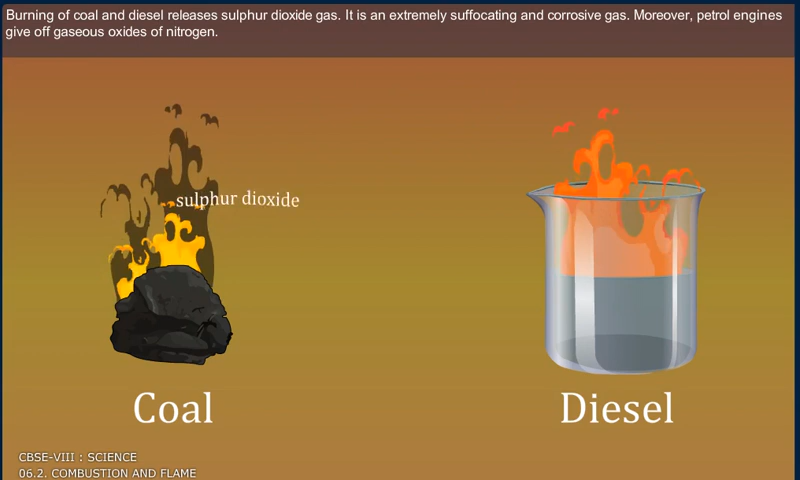 Burning of coal and diesel releases sulphur dioxide gas. It is an extremely suffocating and corrosive gas. Moreover, petrol engines
give off gaseous oxides of nitrogen.
sulphur dioxide
Coal
Diesel
CBSE-VIII : SCIENCE
06.2. COMBUSTION AND FLAME